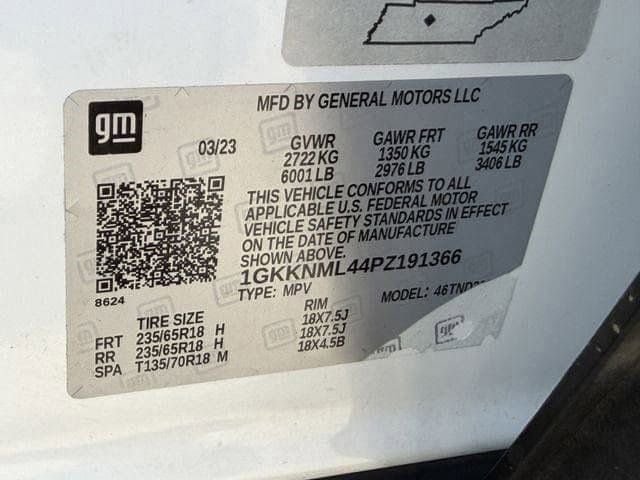 gm
MFD BY GENERAL MOTORS LLC
03/23 GVWR GAWR FRT GAWR RR
2722 KG 1350 KG 1545 KG
6001 LB 2976 LB 3406 LB
THIS VEHICLE CONFORMS TO ALL
APPLICABLE U.S. FEDERAL MOTOR
VEHICLE SAFETY STANDARDS IN EFFECT
ON THE DATE OF MANUFACTURE
SHOWN ABOVE
1GKKNML44PZ191366
8624
TYPE: MPV MODEL:
TIRE SIZE RIM
FRT 235/65R18 H 18X7.5J
RR 235/65R18 H 18X7.5J
SPA T135/70R18 M 18X4.5B